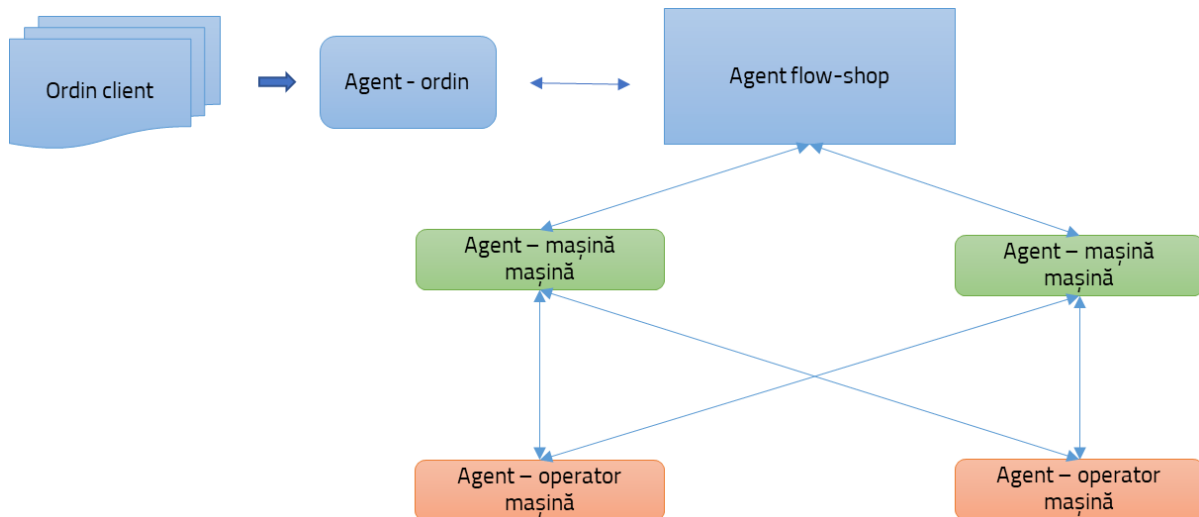 Ordin client
Agent - ordin
Agent flow-shop
Agent – mașină
mașină
Agent – mașină
mașină
Agent – operator
mașină
Agent – operator
mașină